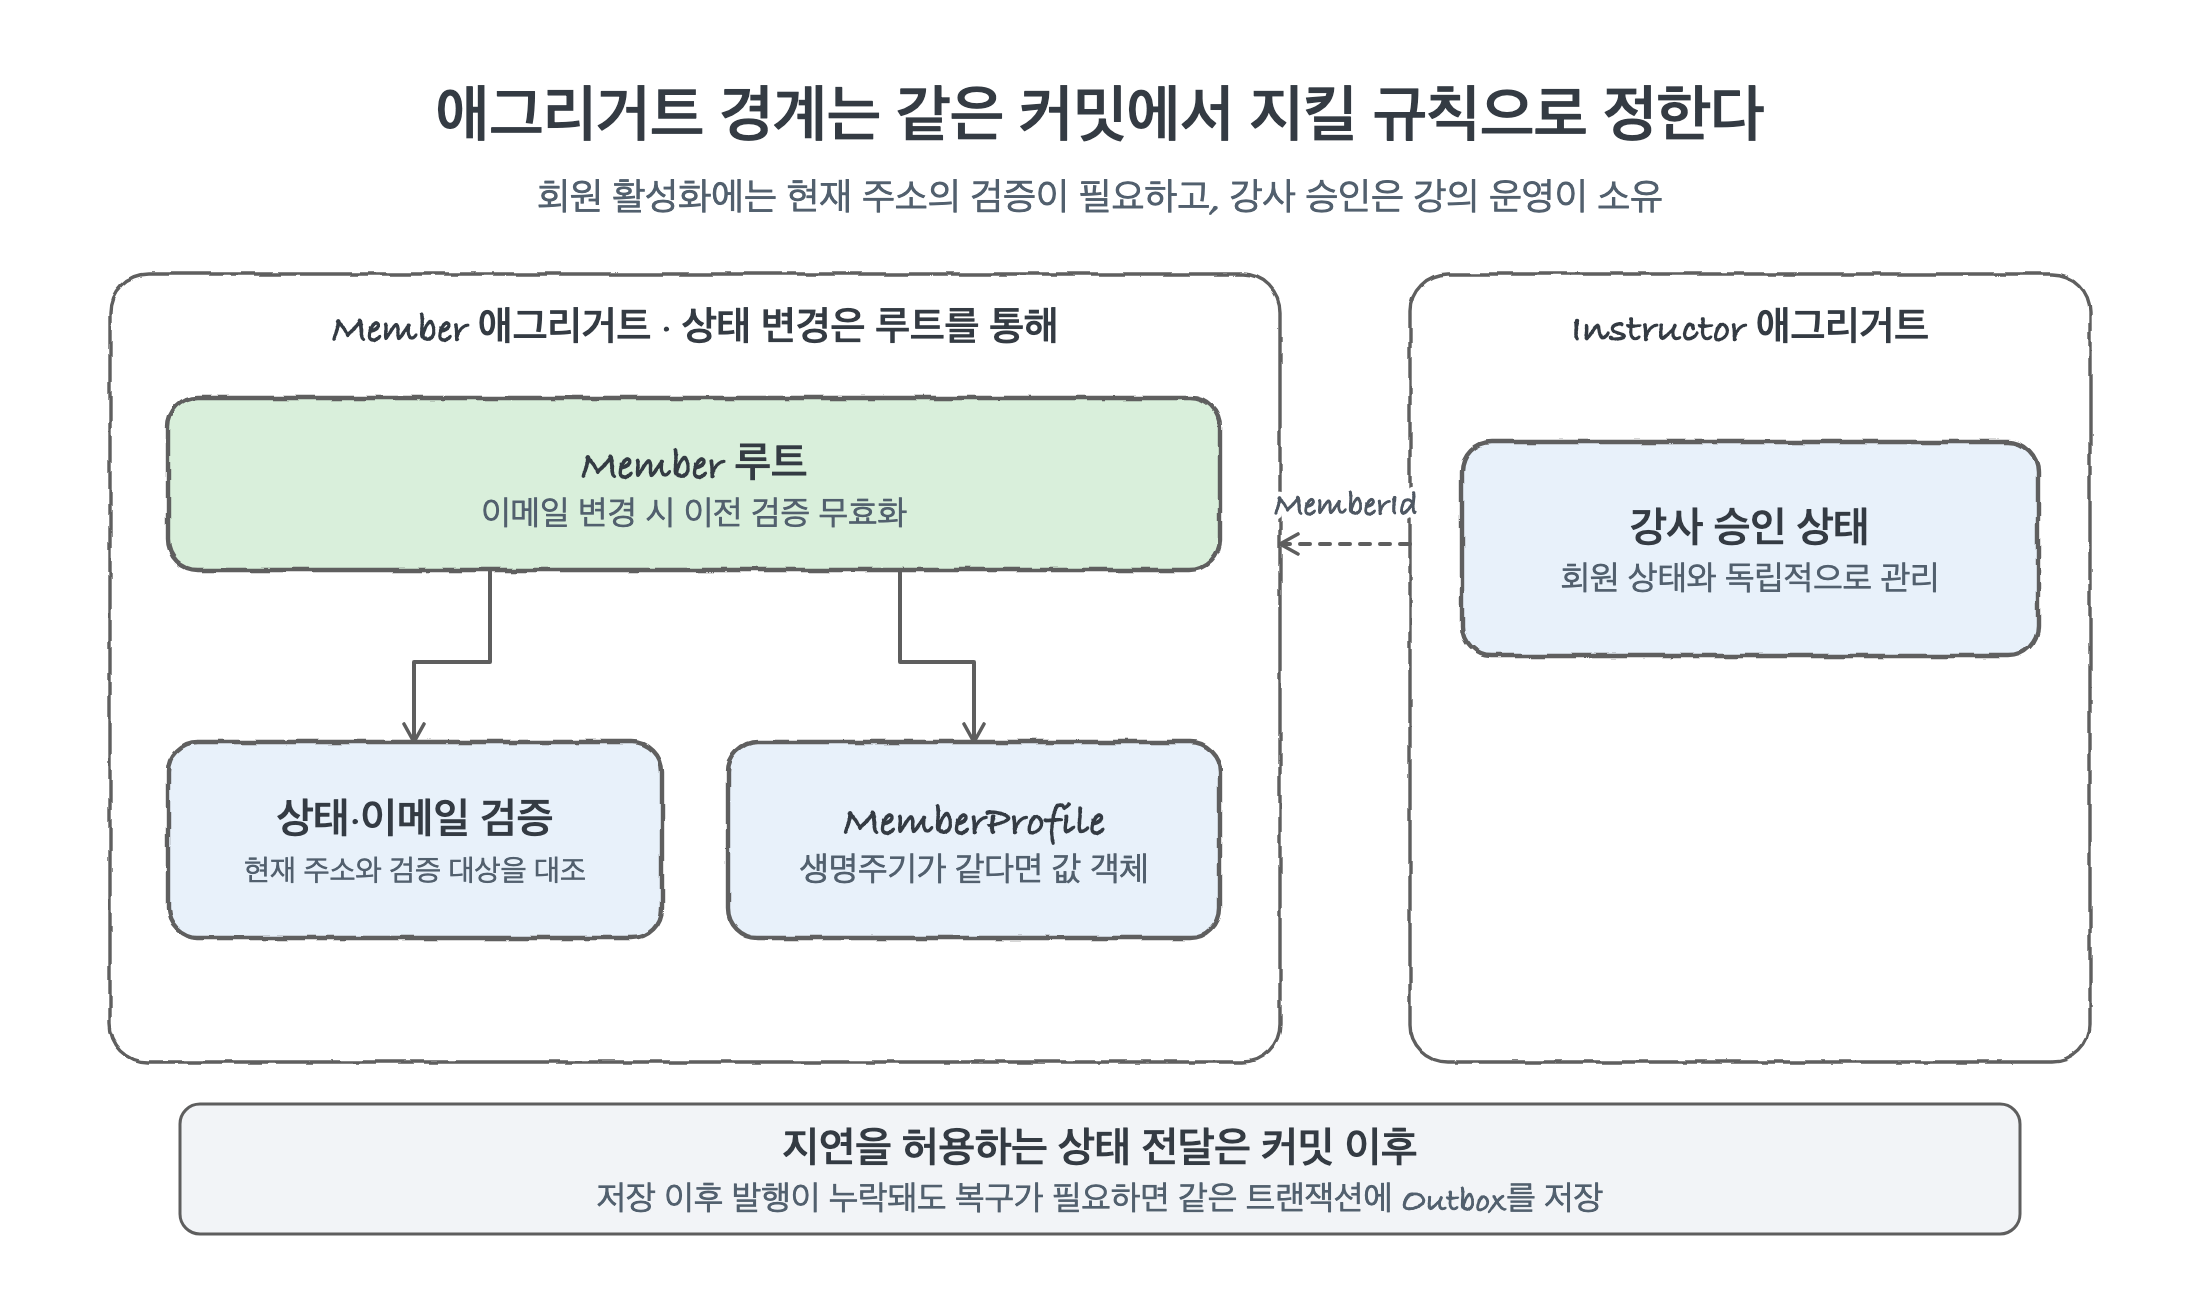 애그리거트 경계는 같은 커밋에서 지킬 규칙으로 정한다
회원 활성화에는 현재 주소의 검증이 필요하고, 강사 승인은 강의 운영이 소유
Member 애그리거트 · 상태 변경은 루트를 통해
Member 루트
이메일 변경 시 이전 검증 무효화
상태·이메일 검증
현재 주소와 검증 대상을 대조
MemberProfile
생명주기가 같다면 값 객체
MemberId
Instructor 애그리거트
강사 승인 상태
회원 상태와 독립적으로 관리
지연을 허용하는 상태 전달은 커밋 이후
저장 이후 발행이 누락돼도 복구가 필요하면 같은 트랜잭션에 Outbox를 저장